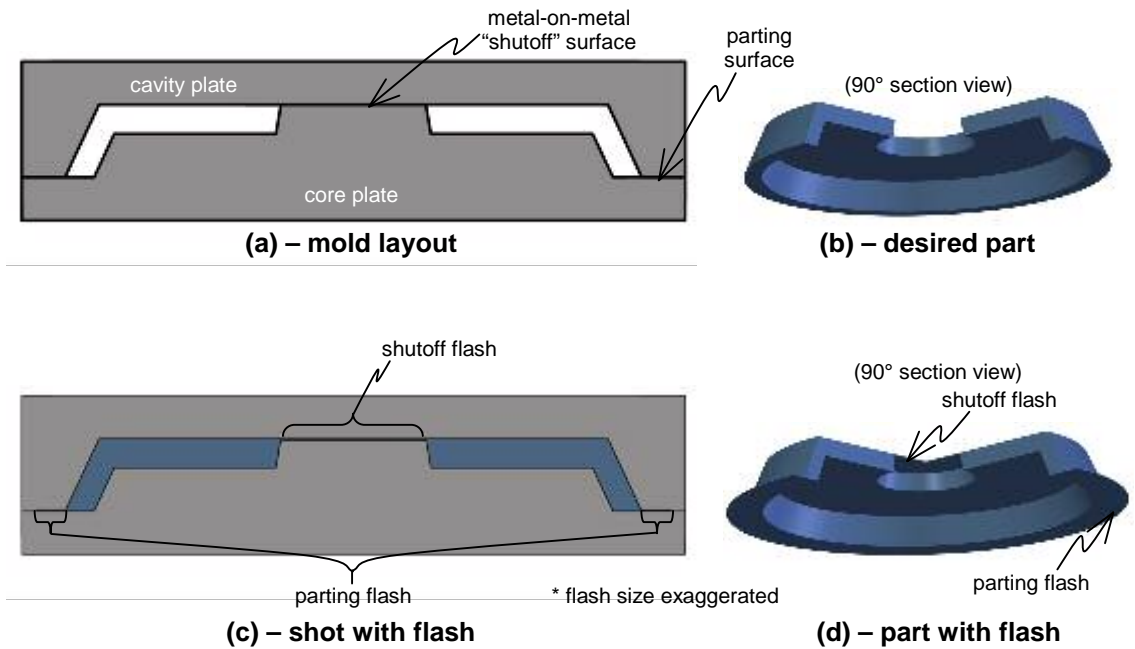 metal-on-metal
“shutoff” surface
parting
surface
cavity plate
(90° section view)
core plate
(a) – mold layout
(b) – desired part
shutoff flash
(90° section view)
shutoff flash
parting flash
* flash size exaggerated
parting flash
(c) – shot with flash
(d) – part with flash